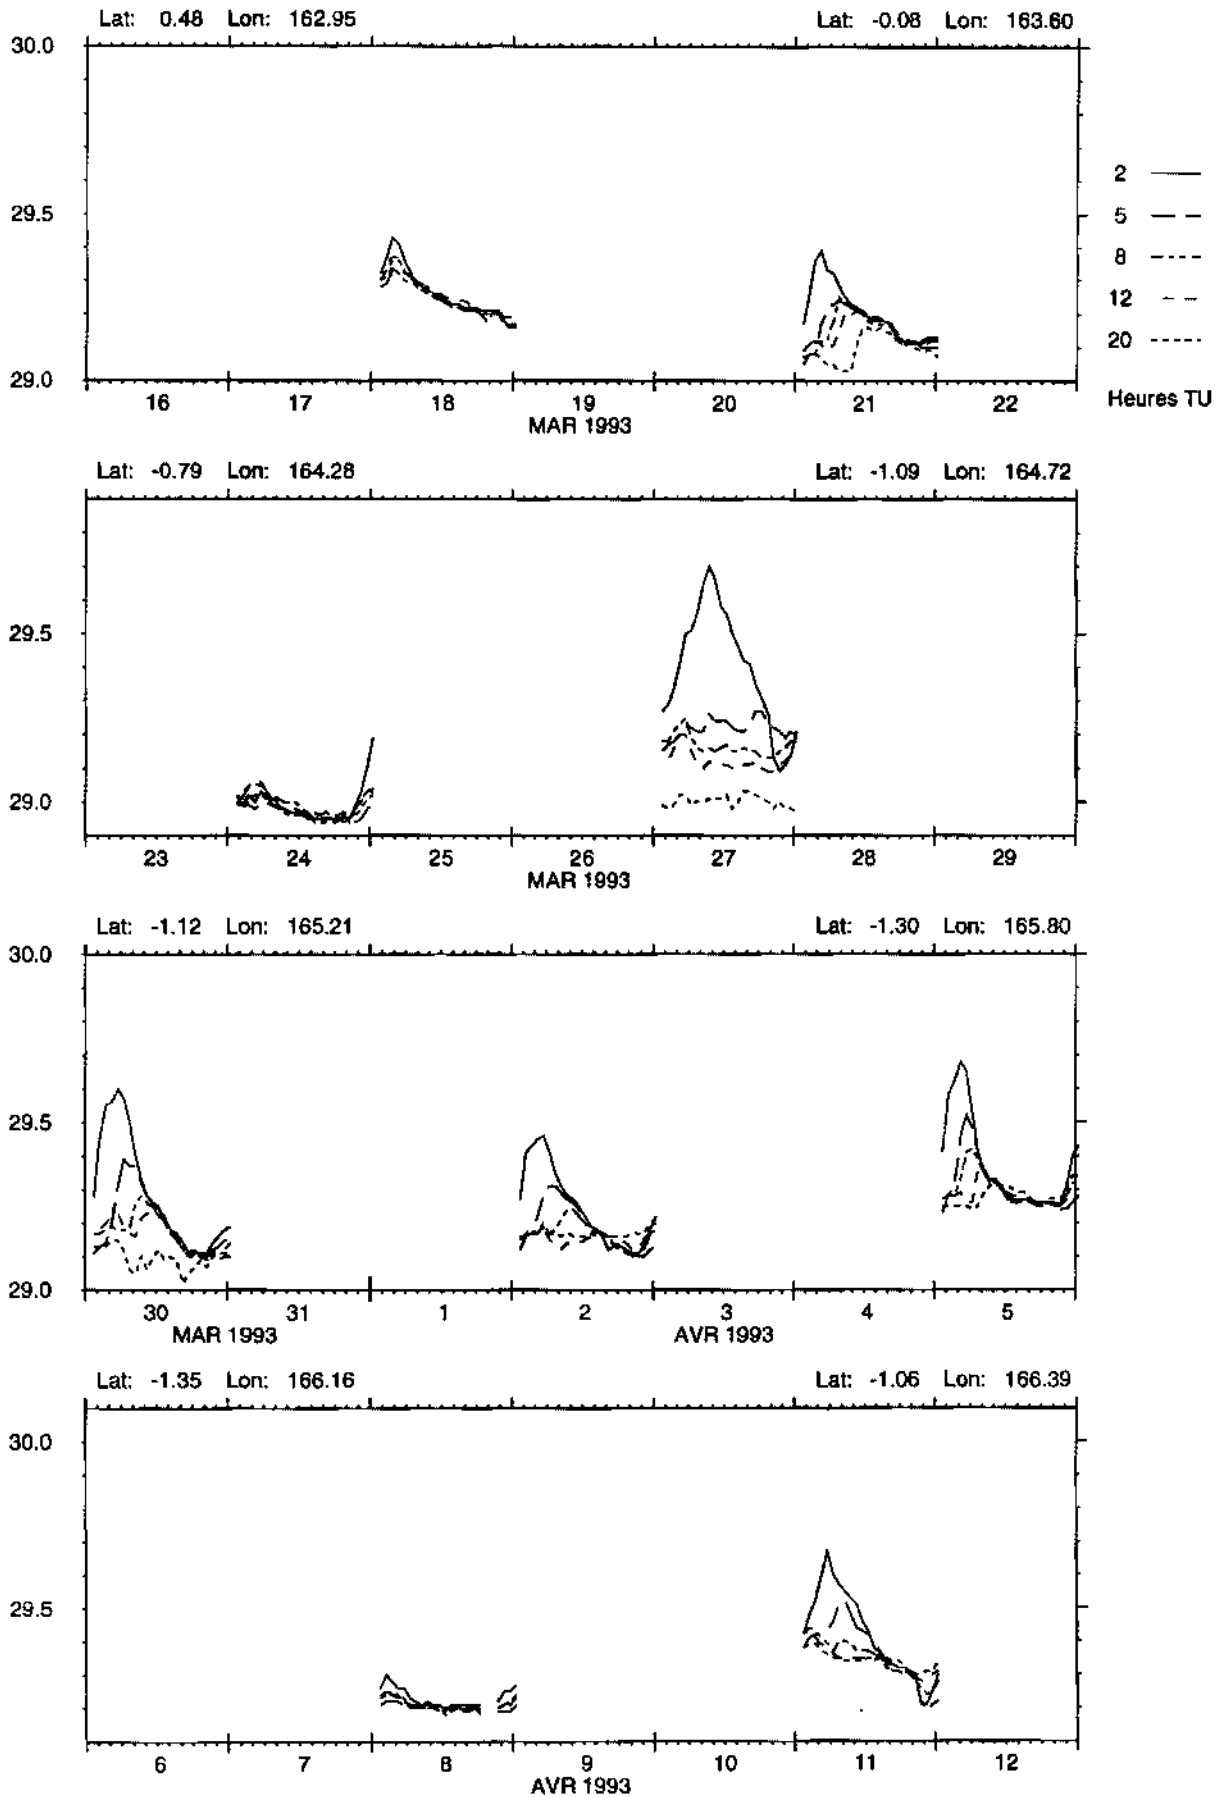 Lat: 0.48 Lon: 162.95 Lat: -0.08 Lon: 163.60
30.0
29.5
29.0
2
5
8
12
20
Heures TU
16 17 18 19 20 21 22
MAR 1993
Lat: -0.79 Lon: 164.28 Lat: -1.09 Lon: 164.72
29.5
29.0
23 24 25 26 27 28 29
MAR 1993
Lat: -1.12 Lon: 165.21 Lat: -1.30 Lon: 165.80
30.0
29.5
29.0
30 31 1 2 3 4 5
MAR 1993 AVR 1993
Lat: -1.35 Lon: 166.16 Lat: -1.06 Lon: 166.39
30.0
29.5
6 7 8 9 10 11 12
AVR 1993